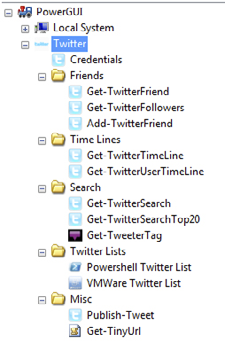 PowerGUI
Local System
Twitter
Credentials
Friends
Get-TwitterFriend
Get-TwitterFollowers
Add-TwitterFriend
Time Lines
Get-TwitterTimeLine
Get-TwitterUserTimeLine
Search
Get-TwitterSearch
Get-TwitterSearchTop20
Get-TweeterTag
Twitter Lists
Powershell Twitter List
VMWare Twitter List
Misc
Publish-Tweet
Get-TinyUrl